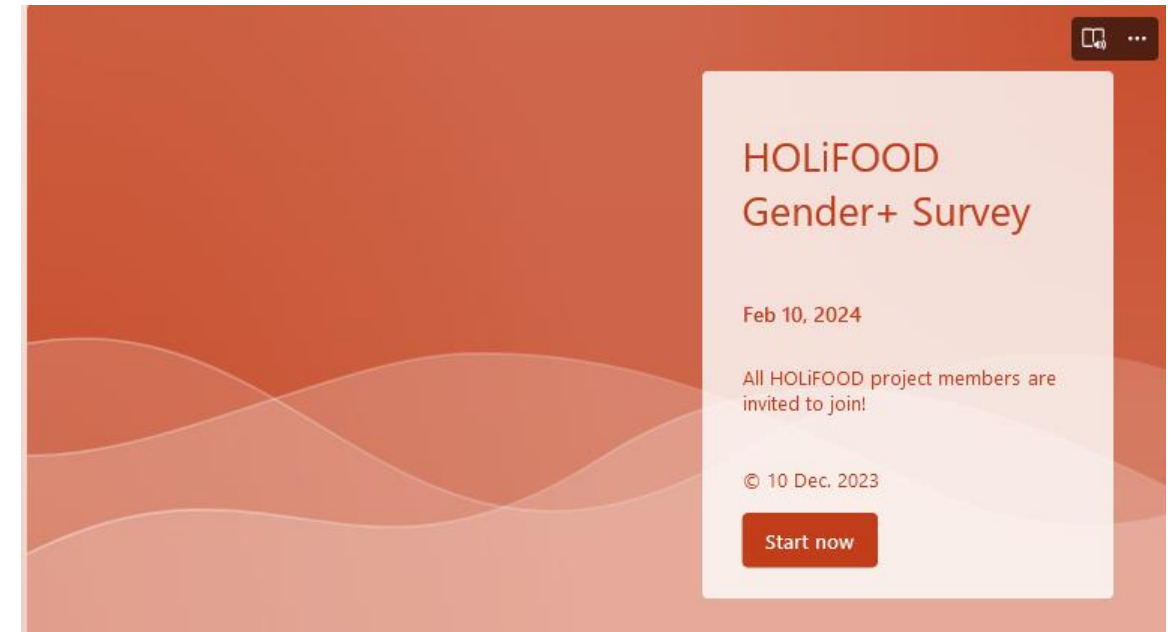 HOLiFOOD
Gender+ Survey
Feb 10, 2024
All HOLiFOOD project members are
invited to join!
© 10 Dec. 2023
Start now